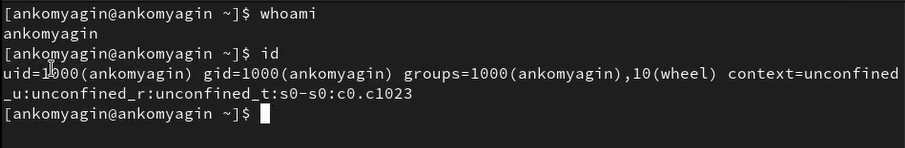 [ankomyagin@ankomyagin ~]$ whoami
ankomyagin
[ankomyagin@ankomyagin ~]$ id
uid=1000(ankomyagin) gid=1000(ankomyagin) groups=1000(ankomyagin),10(wheel) context=unconfined
_u:unconfined_r:unconfined_t:s0-s0:c0.c1023
[ankomyagin@ankomyagin ~]$